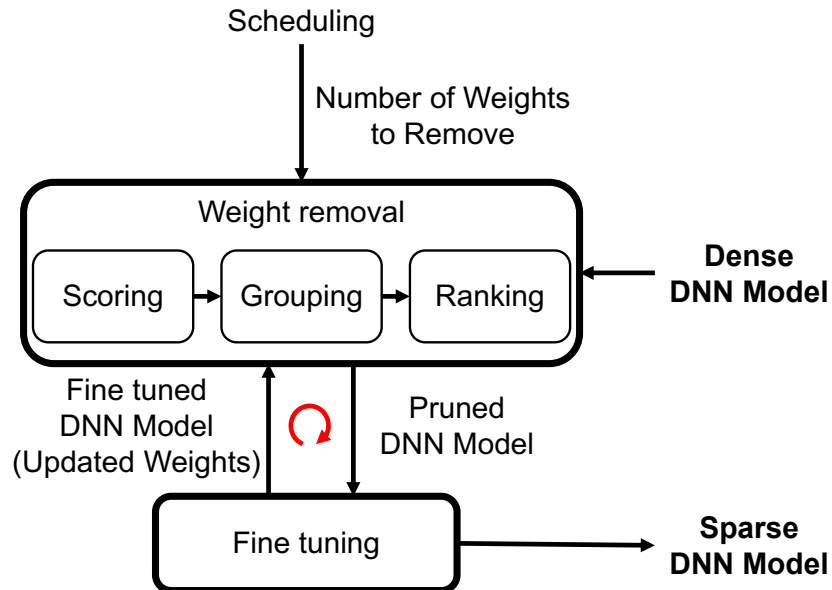 Scheduling
Number of Weights
to Remove
Weight removal
Scoring
Grouping
Ranking
Dense
DNN Model
Fine tuned
DNN Model
(Updated Weights)
Pruned
DNN Model
Fine tuning
Sparse
DNN Model